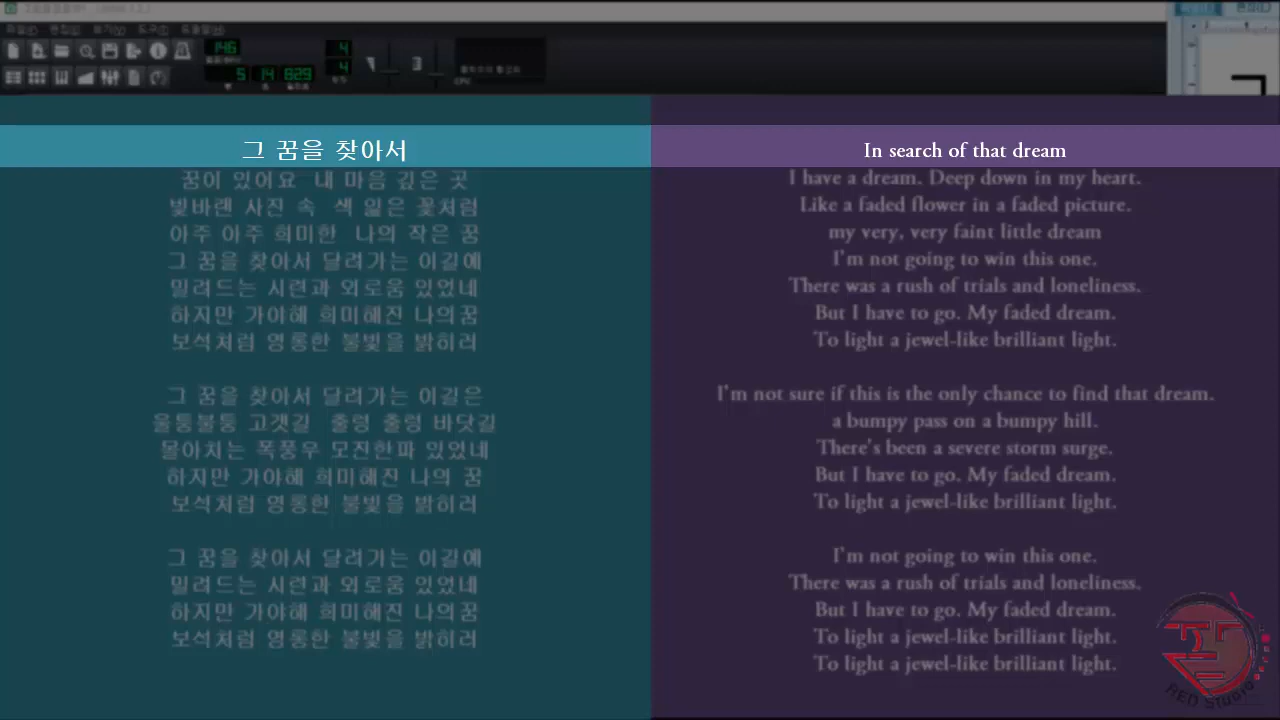 146
4
5 14 829
4
3
CPU
그 꿈을 찾아서
꿈이 있어요 내 마음 깊은 곳
빛바랜 사진 속 색 잃은 꽃처럼
아주 아주 희미한 나의 작은 꿈
그 꿈을 찾아서 달려가는 이길에
밀려드는 시련과 외로움 있었네
하지만 가야해 희미해진 나의꿈
보석처럼 영롱한 불빛을 밝히러
그 꿈을 찾아서 달려가는 이길은
울퉁불퉁 고갯길 출렁 출렁 바닷길
몰아치는 폭풍우 모진한파 있었네
하지만 가야해 희미해진 나의 꿈
보석처럼 영롱한 불빛을 밝히러
그 꿈을 찾아서 달려가는 이길에
밀려드는 시련과 외로움 있었네
하지만 가야해 희미해진 나의꿈
보석처럼 영롱한 불빛을 밝히러
In search of that dream
I have a dream. Deep down in my heart.
Like a faded flower in a faded picture.
my very, very faint little dream
I'm not going to win this one.
There was a rush of trials and loneliness.
But I have to go. My faded dream.
To light a jewel-like brilliant light.
I'm not sure if this is the only chance to find that dream.
a bumpy pass on a bumpy hill.
There's been a severe storm surge.
But I have to go. My faded dream.
To light a jewel-like brilliant light.
I'm not going to win this one.
There was a rush of trials and loneliness.
But I have to go. My faded dream.
To light a jewel-like brilliant light.
To light a jewel-like brilliant light.
RED Studio